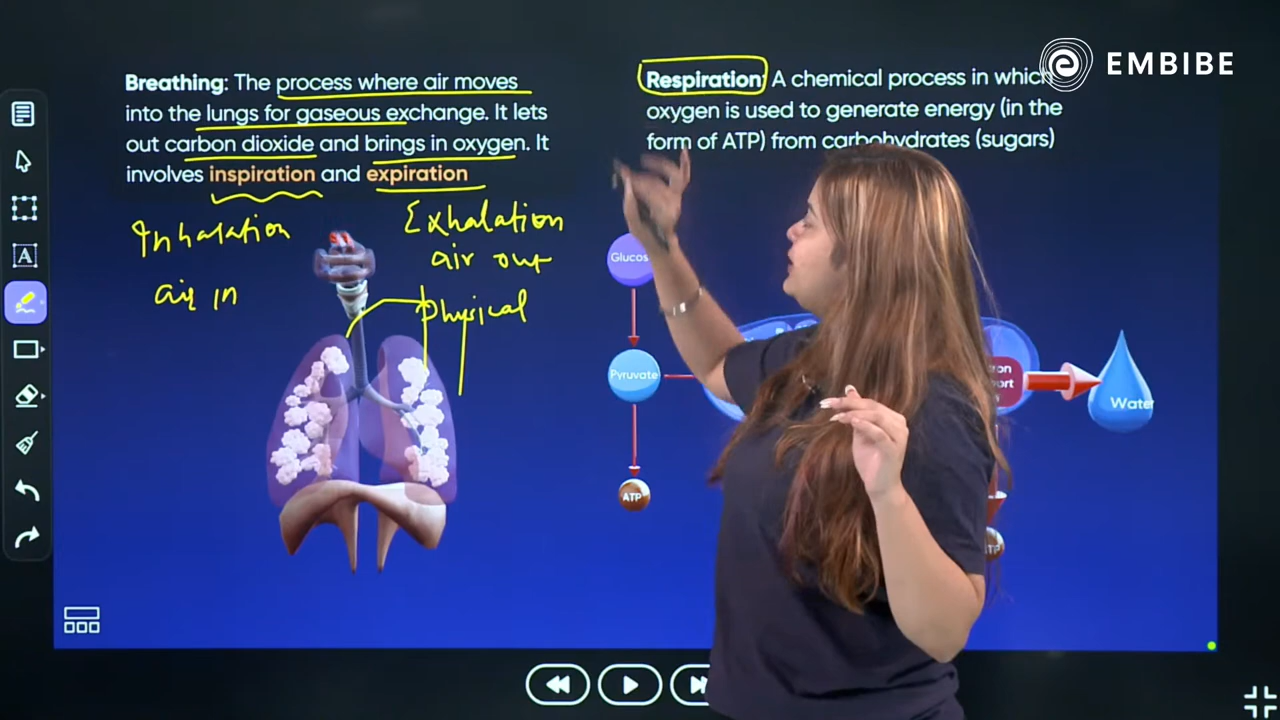 EMBIBE
Breathing: The process where air moves
into the lungs for gaseous exchange. It lets
out carbon dioxide and brings in oxygen. It
involves inspiration and expiration
Inhalation
air in
Exhalation
air out
Physical
Respiration: A chemical process in which
oxygen is used to generate energy (in the
form of ATP) from carbohydrates (sugars)
Glucos
Pyruvate
ATP
Water
A